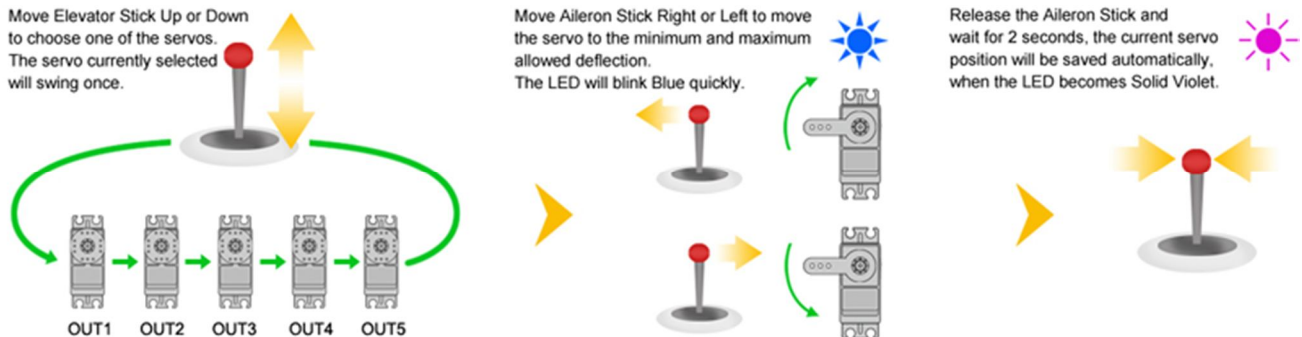 Move Elevator Stick Up or Down
to choose one of the servos.
The servo currently selected
will swing once.
OUT1 OUT2 OUT3 OUT4 OUT5
Move Aileron Stick Right or Left to move
the servo to the minimum and maximum
allowed deflection.
The LED will blink Blue quickly.
Release the Aileron Stick and
wait for 2 seconds, the current servo
position will be saved automatically,
when the LED becomes Solid Violet.